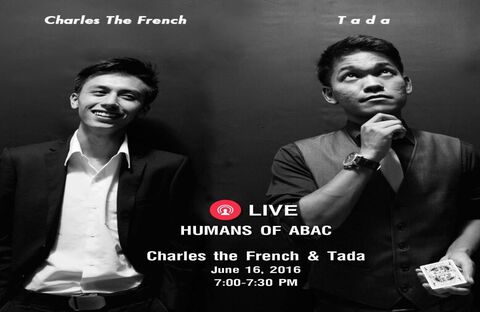 Charles The French
Tada
LIVE
HUMANS OF ABAC
Charles the French & Tada
June 16, 2016
7:00-7:30 PM